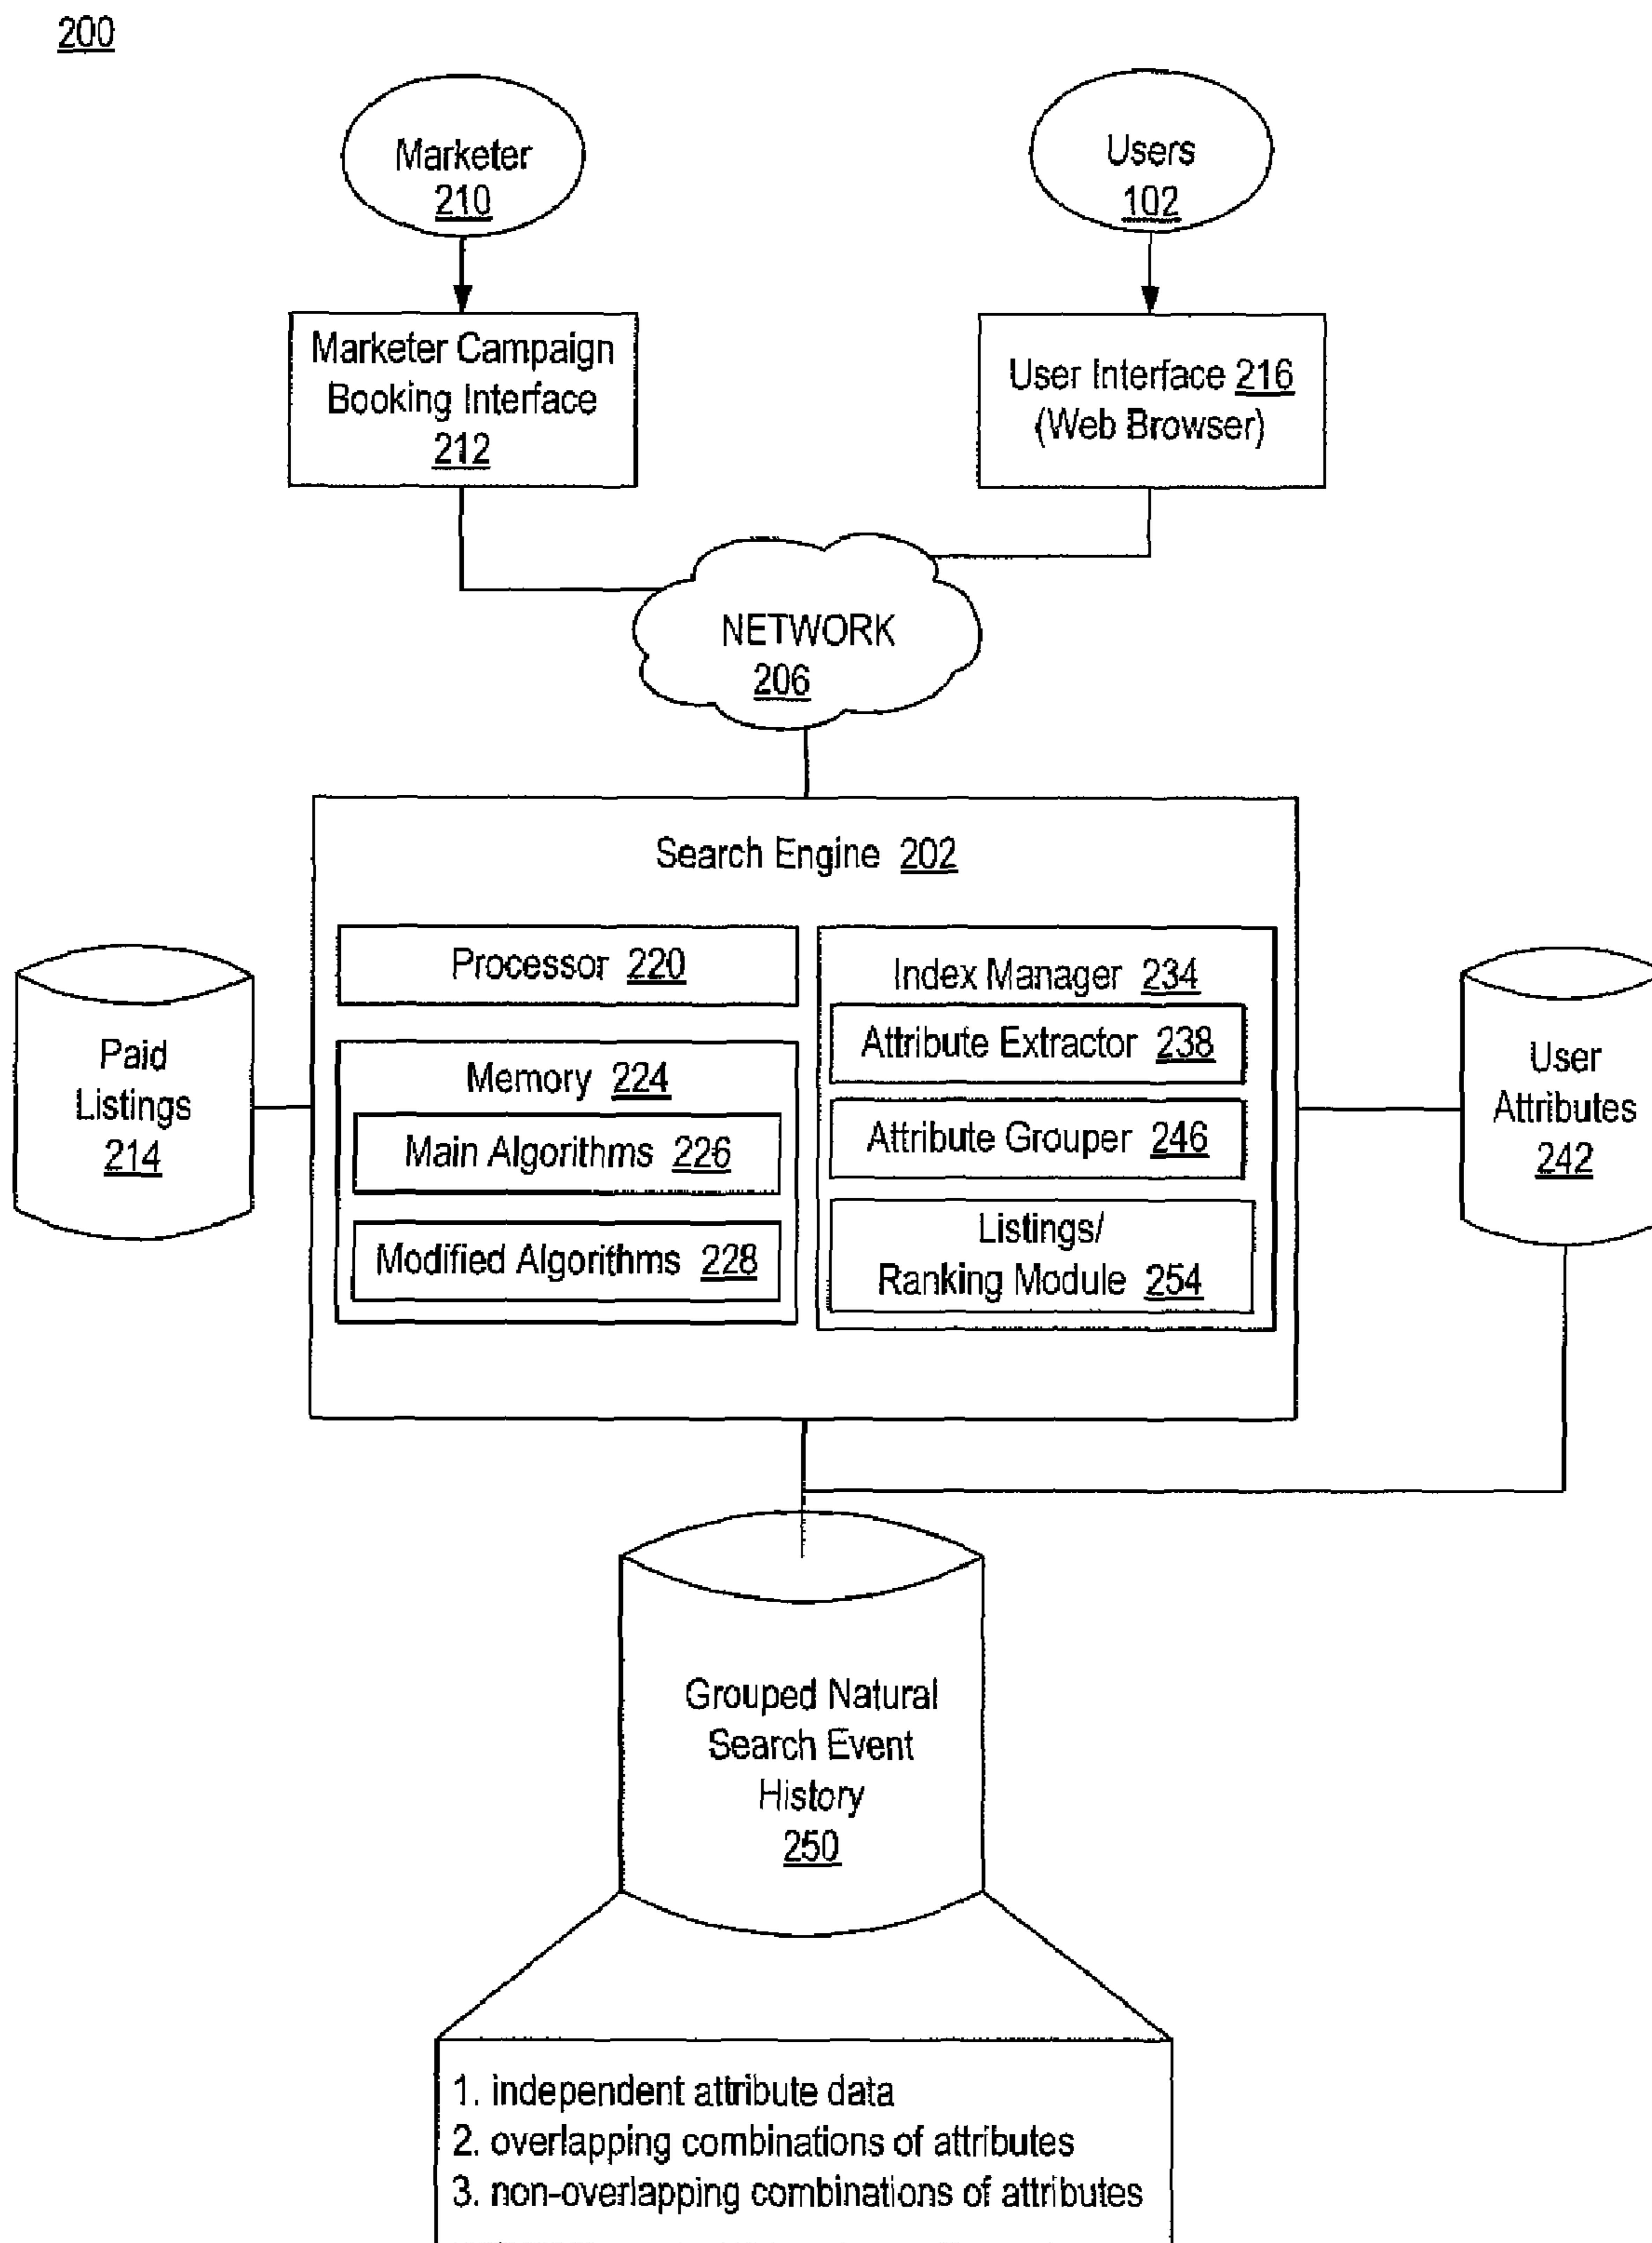 200
Marketer
210
Users
102
Marketer Campaign
Booking Interface
212
User Interface 216
(Web Browser)
NETWORK
206
Search Engine 202
Processor 220
Memory 224
Main Algorithms 226
Modified Algorithms 228
Index Manager 234
Attribute Extractor 238
Attribute Grouper 246
Listings/
Ranking Module 254
Paid
Listings
214
User
Attributes
242
Grouped Natural
Search Event
History
250
1. independent attribute data
2. overlapping combinations of attributes
3. non-overlapping combinations of attributes